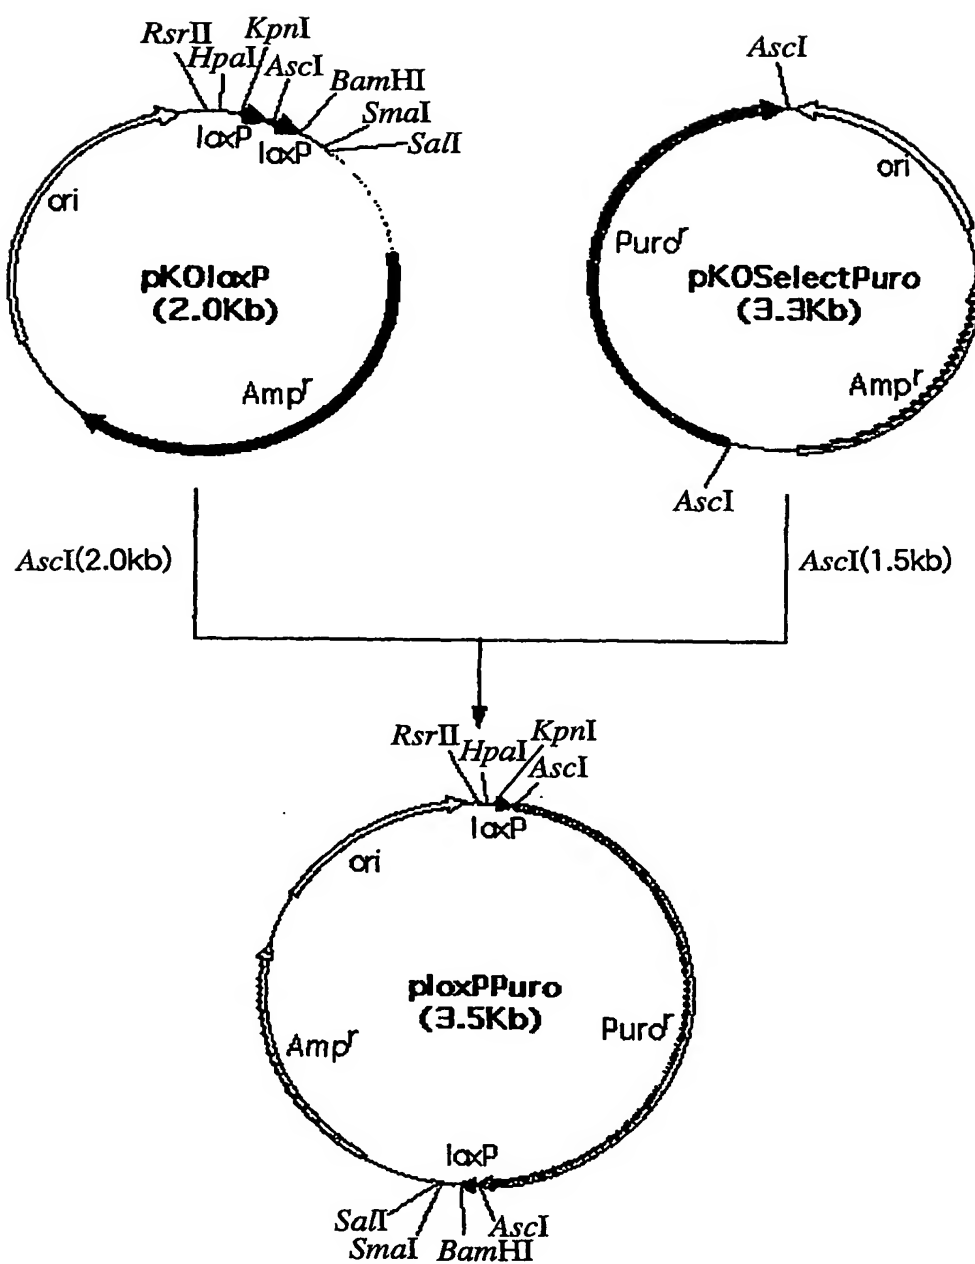 RsrII
KpnI
HpaI
AscI
BamHI
SmaI
SalI
loxP
loxP
ori
pKOloxP
(2.0Kb)
Ampr
AscI
ori
Puror
pKOSelectPuro
(3.3Kb)
Ampr
AscI
AscI(2.0kb)
AscI(1.5kb)
RsrII
HpaI
KpnI
AscI
loxP
ori
ploxPPuro
(3.5Kb)
Puror
Ampr
loxP
SalI
SmaI
BamHI
AscI